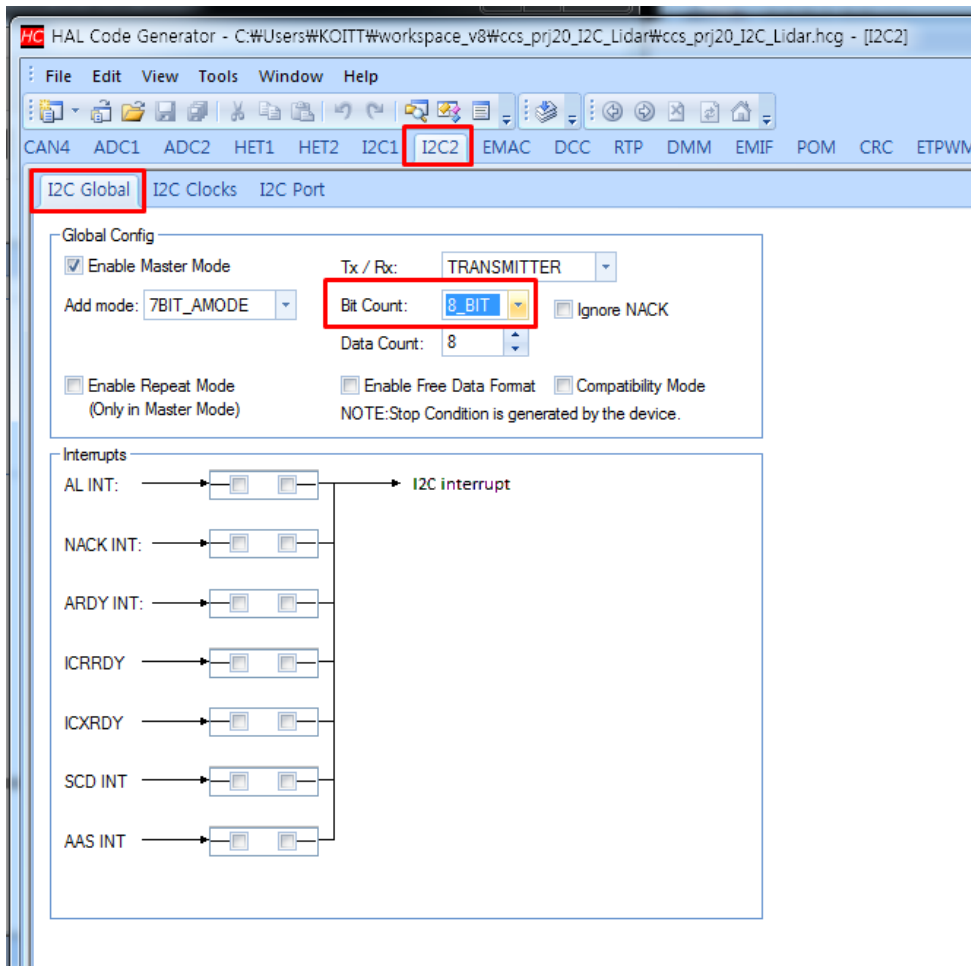 HC HAL Code Generator - C:₩Users₩KOITT₩workspace_v8₩ccs_prj20_I2C_Lidar₩ccs_prj20_I2C_Lidar.hcg - [I2C2]
File Edit View Tools Window Help
CAN4 ADC1 ADC2 HET1 HET2 I2C1 I2C2 EMAC DCC RTP DMM EMIF POM CRC ETPWM
I2C Global I2C Clocks I2C Port
Global Config
Enable Master Mode Tx / Rx: TRANSMITTER
Add mode: 7BIT_AMODE Bit Count: 8_BIT Ignore NACK
Data Count: 8
Enable Repeat Mode Enable Free Data Format Compatibility Mode
(Only in Master Mode) NOTE:Stop Condition is generated by the device.
Interrupts
AL INT: I2C interrupt
NACK INT:
ARDY INT:
ICRRDY
ICXRDY
SCD INT
AAS INT